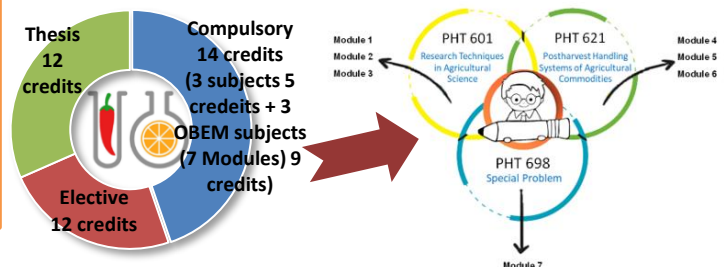 Thesis
12
credits
Compulsory
14 credits
(3 subjects 5
credeits + 3
OBEM subjects
(7 Modules) 9
credits)
Elective
12 credits
Module 1
Module 2
Module 3
PHT 601
Research Techniques
in Agricultural
Science
PHT 621
Postharvest Handling
Systems of Agricultural
Commodities
Module 4
Module 5
Module 6
PHT 698
Special Problem
Module 7